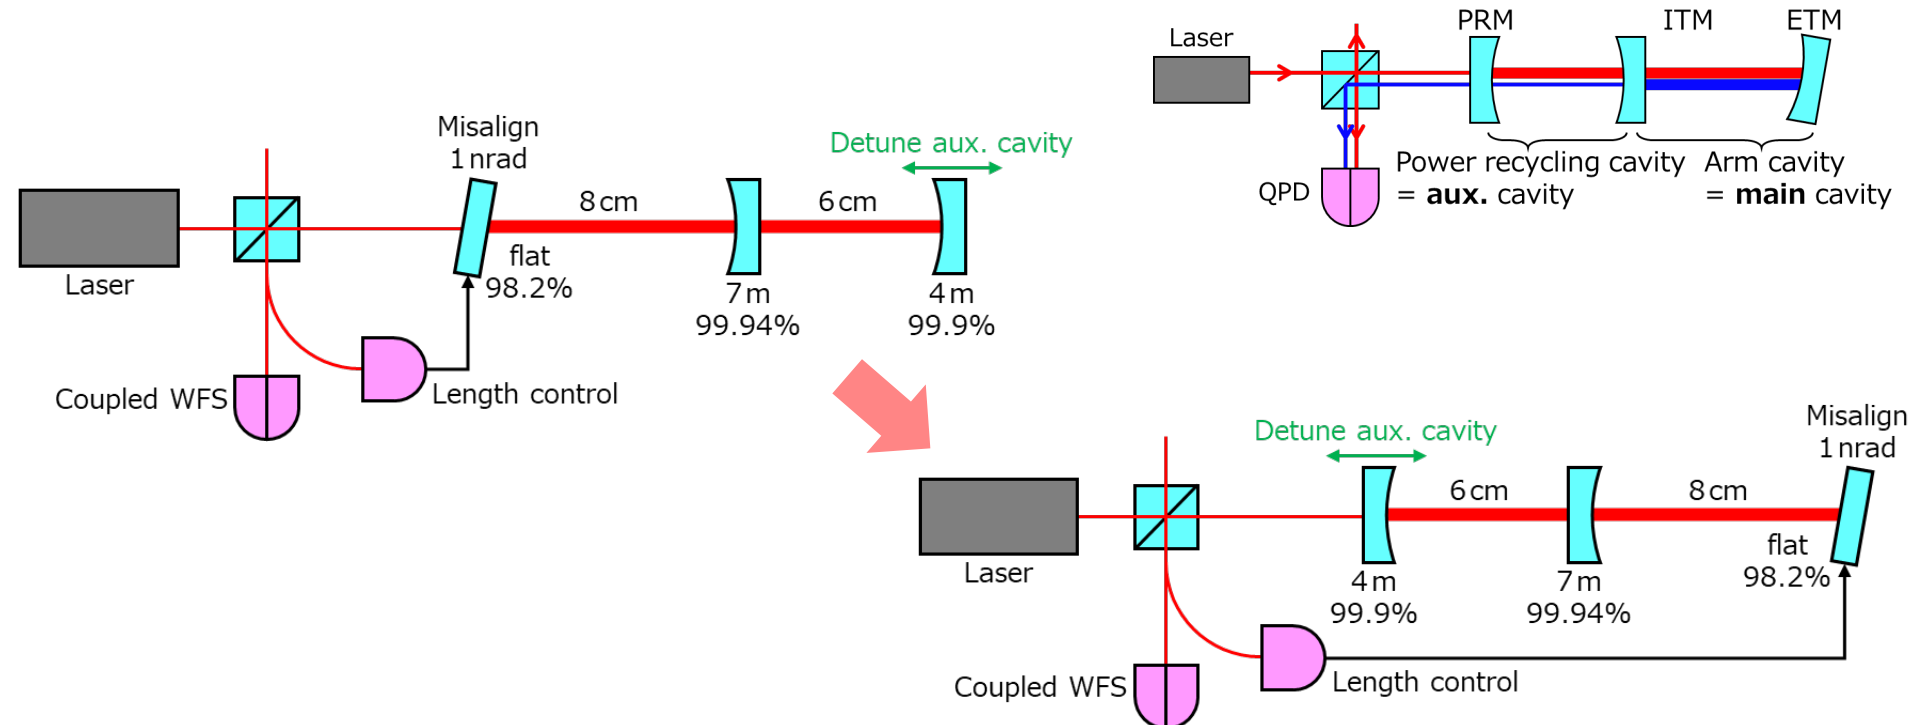 Misalign
1 nrad
Detune aux. cavity
8 cm
6 cm
Laser
flat
98.2%
7 m
99.94%
4 m
99.9%
Coupled WFS
Length control
Laser
PRM
ITM
ETM
QPD
Power recycling cavity
= aux. cavity
Arm cavity
= main cavity
Misalign
1 nrad
Detune aux. cavity
6 cm
8 cm
Laser
4 m
99.9%
7 m
99.94%
flat
98.2%
Coupled WFS
Length control